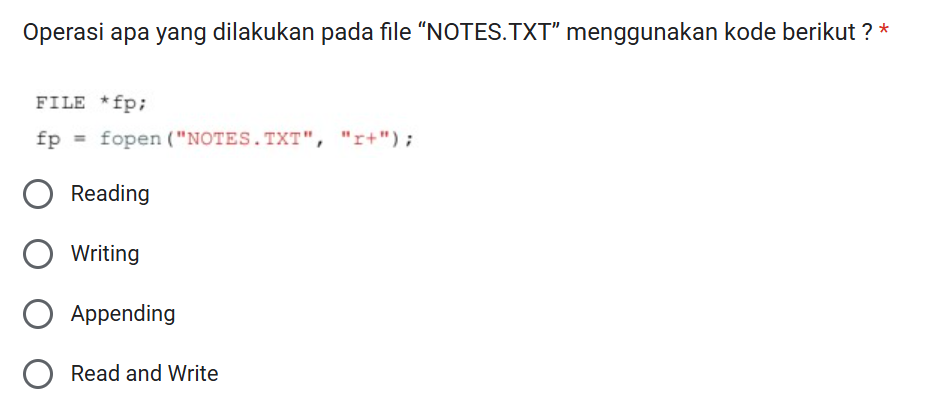 Operasi apa yang dilakukan pada file “NOTES.TXT” menggunakan kode berikut ? *
FILE *fp;
fp = fopen("NOTES.TXT", "r+");
Reading
Writing
Appending
Read and Write